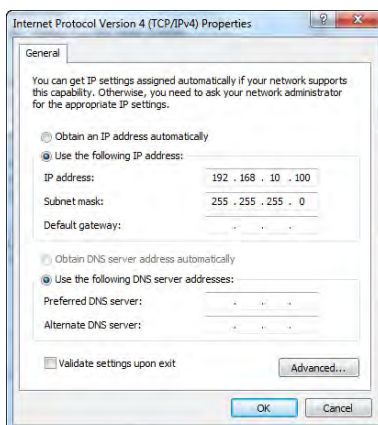 Internet Protocol Version 4 (TCP/IPv4) Properties
General
You can get IP settings assigned automatically if your network supports
this capability. Otherwise, you need to ask your network administrator
for the appropriate IP settings.
Obtain an IP address automatically
Use the following IP address:
IP address: 192 . 168 . 10 . 100
Subnet mask: 255 . 255 . 255 . 0
Default gateway: . . .
Obtain DNS server address automatically
Use the following DNS server addresses:
Preferred DNS server: . . .
Alternate DNS server: . . .
Validate settings upon exit
Advanced...
OK Cancel